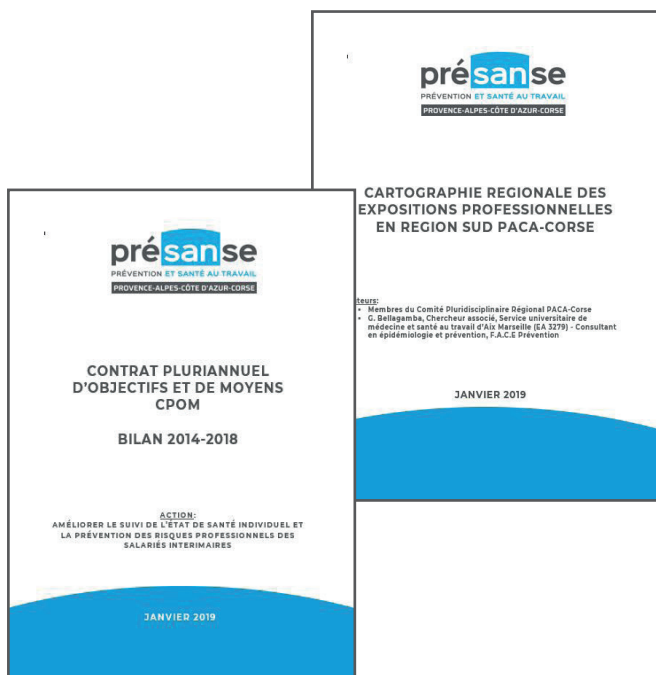 présanse
PRÉVENTION ET SANTÉ AU TRAVAIL
PROVENCE-ALPES-CÔTE D'AZUR-CORSE
CARTOGRAPHIE REGIONALE DES
EXPOSITIONS PROFESSIONNELLES
EN REGION SUD PACA-CORSE
• Membres du Comité Pluridisciplinaire Régional PACA-Corse
• G. Bellagamba, Chercheur associé, Service universitaire de
médecine et santé au travail d'Aix Marseille (EA 3279) - Consultant
en épidémiologie et prévention, F.A.C.E Prévention
JANVIER 2019
présanse
PRÉVENTION ET SANTÉ AU TRAVAIL
PROVENCE-ALPES-CÔTE D'AZUR-CORSE
CONTRAT PLURIANNUEL
D'OBJECTIFS ET DE MOYENS
CPOM
BILAN 2014-2018
ACTION:
AMÉLIORER LE SUIVI DE L'ÉTAT DE SANTÉ INDIVIDUEL ET
LA PRÉVENTION DES RISQUES PROFESSIONNELS DES
SALARIÉS INTERIMAIRES
JANVIER 2019